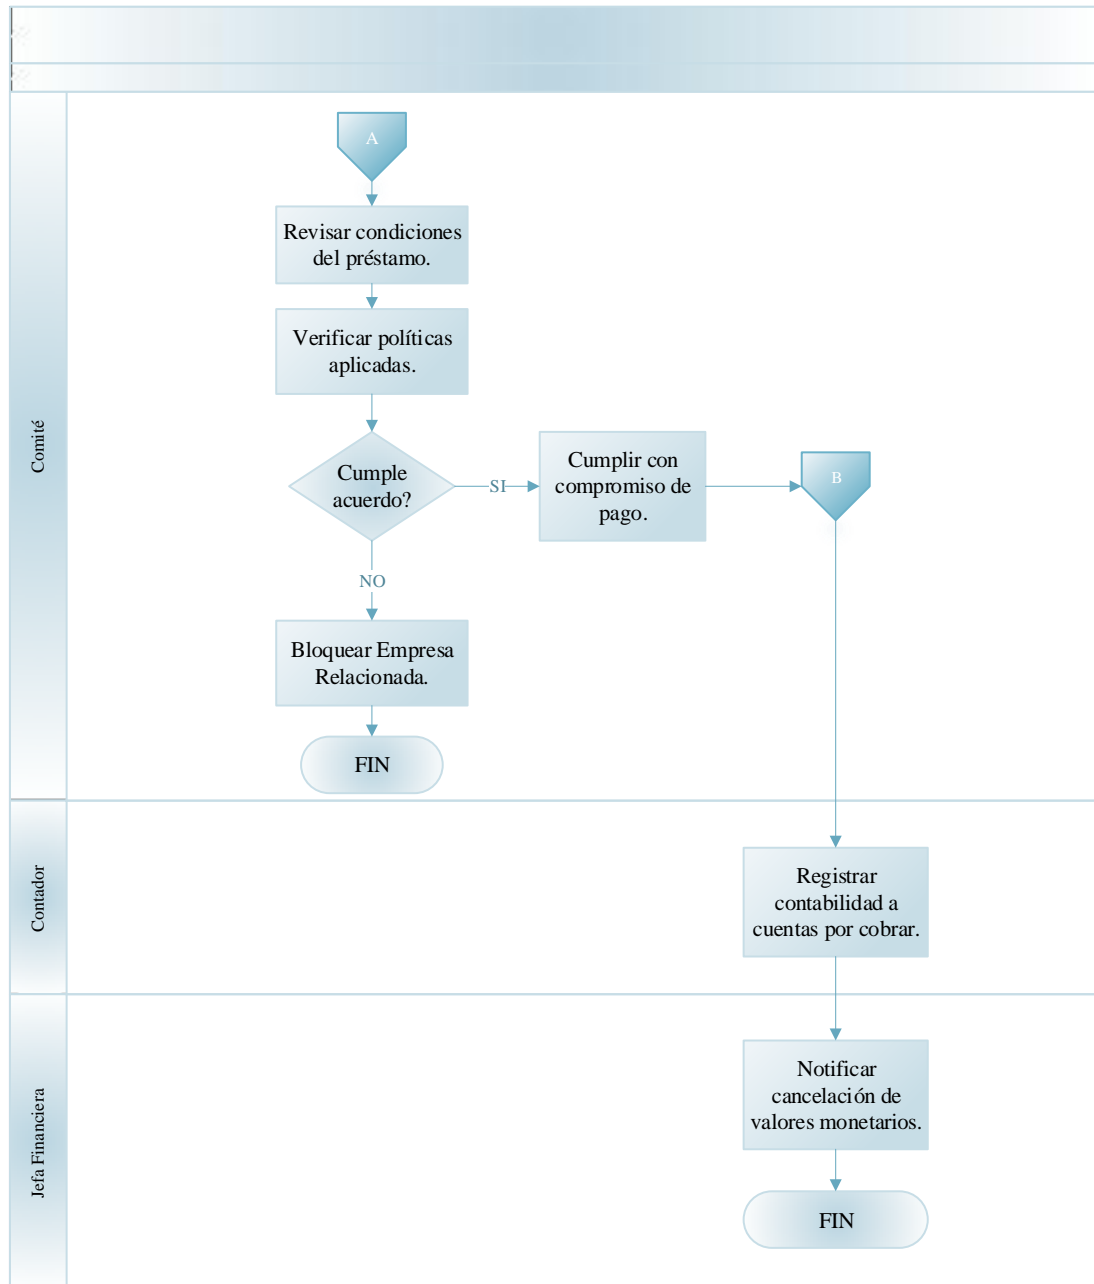 Comité
A
Revisar condiciones
del préstamo.
Verificar políticas
aplicadas.
Cumple
acuerdo?
SI
Cumplir con
compromiso de
pago.
B
NO
Bloquear Empresa
Relacionada.
FIN
Contador
Registrar
contabilidad a
cuentas por cobrar.
Jefa Financiera
Notificar
cancelación de
valores monetarios.
FIN